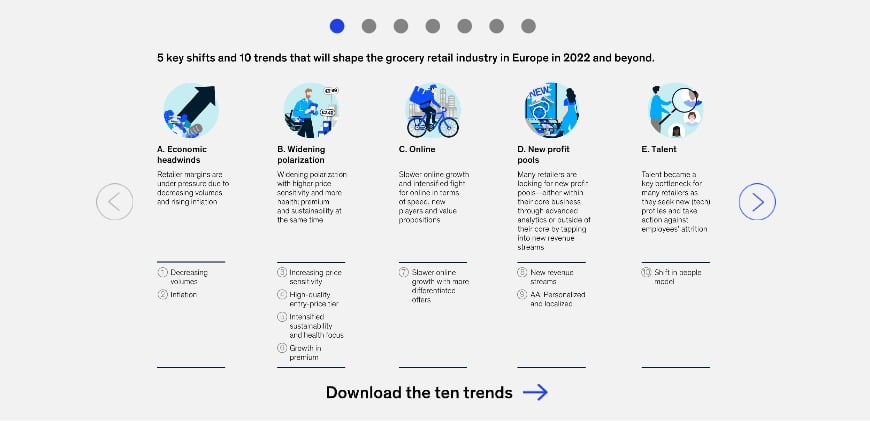 5 key shifts and 10 trends that will shape the grocery retail industry in Europe in 2022 and beyond.
NEW
A. Economic
headwinds
Retailer margins are
under pressure due to
decreasing volumes
and rising inflation
1 Decreasing
volumes
2 Inflation
B. Widening
polarization
Widening polarization
with higher price
sensitivity and more
health; premium
and sustainability at
the same time
3 Increasing price
sensitivity
4 High-quality
entry-price tier
5 Intensified
sustainability
and health focus
6 Growth in
premium
C. Online
Slower online growth
and intensified fight
for online in terms
of speed, new
players and value
propositions
7 Slower online
growth with more
differentiated
offers
D. New profit
pools
Many retailers are
looking for new profit
pools—either within
their core business
through advanced
analytics or outside of
their core by tapping
into new revenue
streams
8 New revenue
streams
9 AA: Personalized
and localized
E. Talent
Talent became a
key bottleneck for
many retailers as
they seek new (tech)
profiles and take
action against
employees' attrition
10 Shift in people
model
Download the ten trends